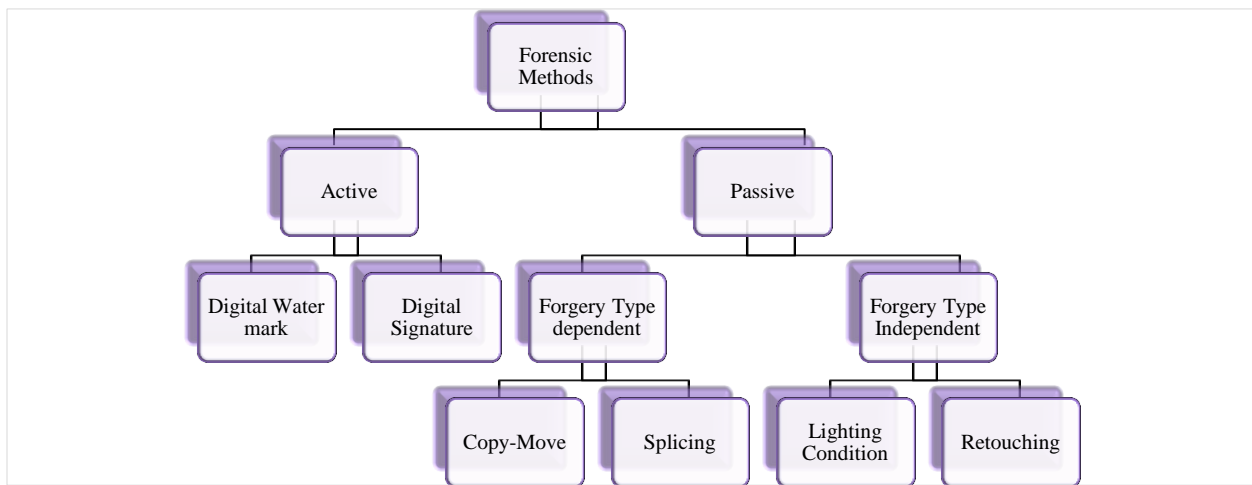 Forensic
Methods
Active
Passive
Digital Water
mark
Digital
Signature
Forgery Type
dependent
Forgery Type
Independent
Copy-Move
Splicing
Lighting
Condition
Retouching